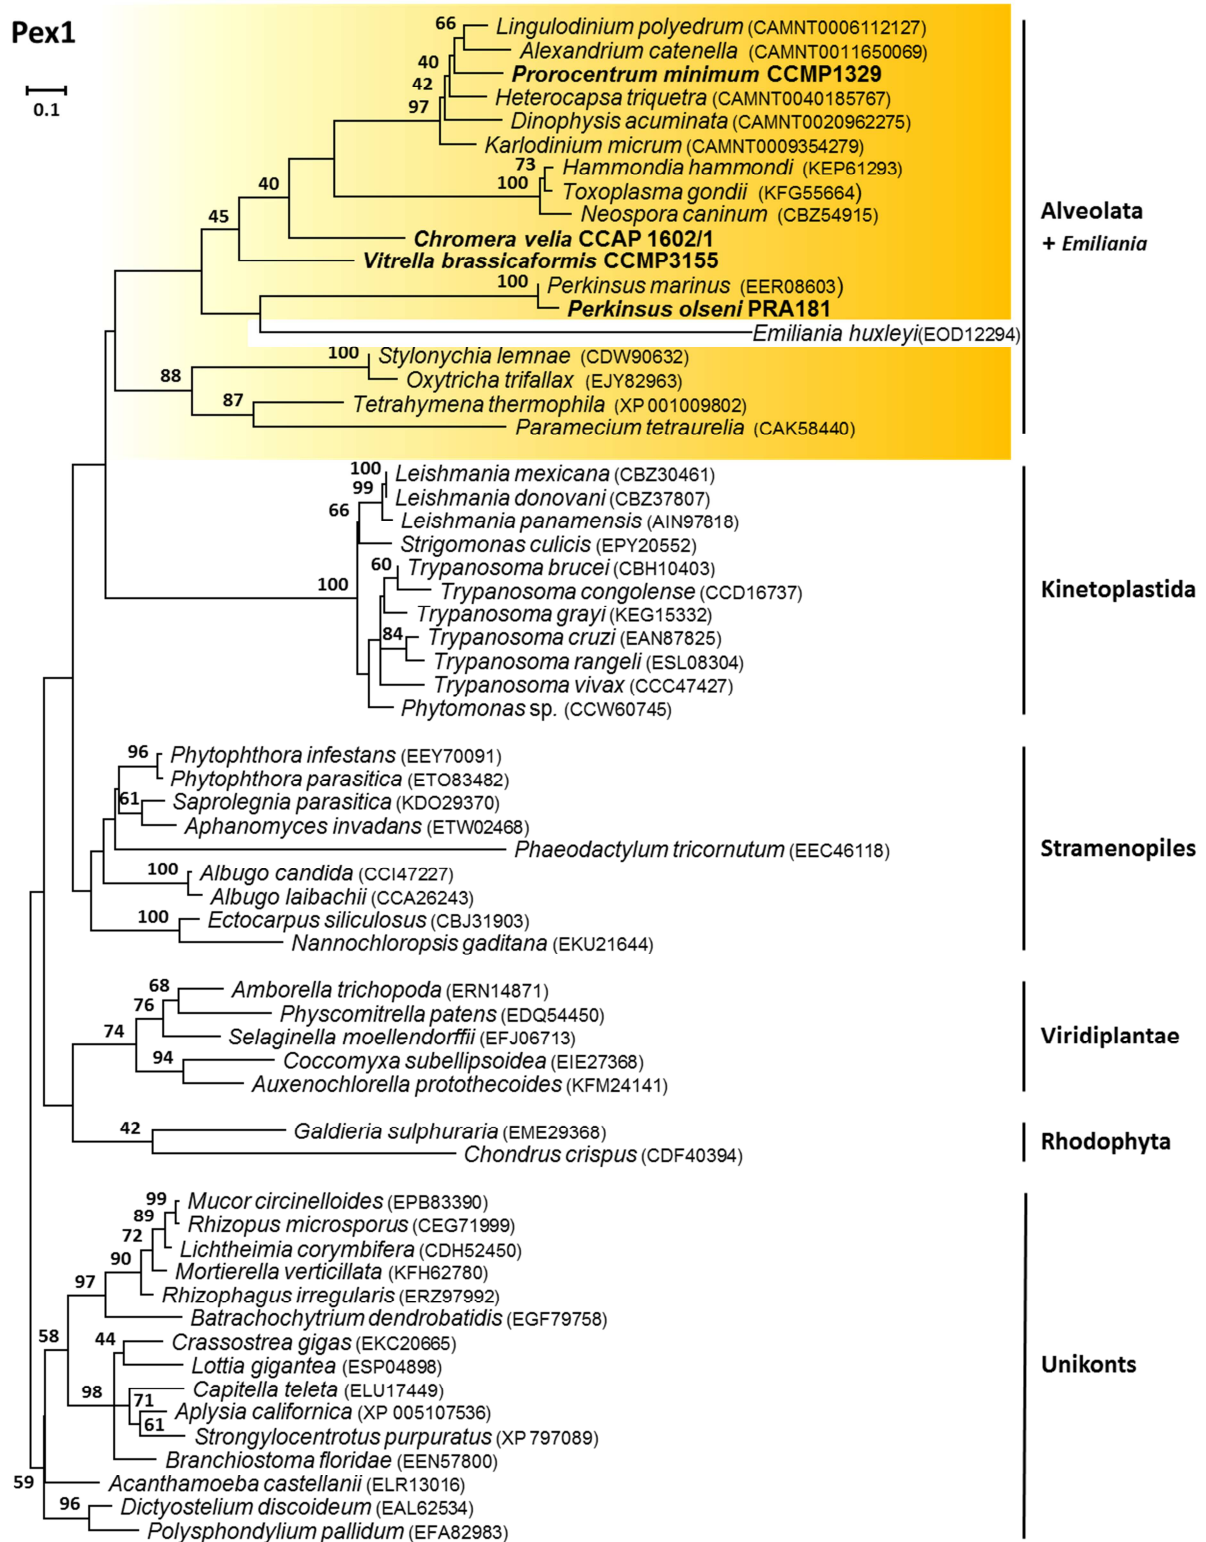 Pex1
0.1
66
Lingulodinium polyedrum (CAMNT0006112127)
Alexandrium catenella (CAMNT0011650069)
40
Prorocentrum minimum CCMP1329
42
Heterocapsa triquetra (CAMNT0040185767)
97
Dinophysis acuminata (CAMNT0020962275)
Karlodinium micrum (CAMNT0009354279)
73
Hammondia hammondi (KEP61293)
100
Toxoplasma gondii (KFG55664)
40
Neospora caninum (CBZ54915)
45
Chromera velia CCAP 1602/1
Vitrella brassicaformis CCMP3155
100
Perkinsus marinus (EER08603)
Perkinsus olseni PRA181
Emiliania huxleyi(EOD12294)
100
Stylonychia lemnae (CDW90632)
88
Oxytricha trifallax (EJY82963)
87
Tetrahymena thermophila (XP 001009802)
Paramecium tetraurelia (CAK58440)
Alveolata
+ Emiliania
100
Leishmania mexicana (CBZ30461)
99
Leishmania donovani (CBZ37807)
66
Leishmania panamensis (AIN97818)
Strigomonas culicis (EPY20552)
60
Trypanosoma brucei (CBH10403)
100
Trypanosoma congolense (CCD16737)
Trypanosoma grayi (KEG15332)
84
Trypanosoma cruzi (EAN87825)
Trypanosoma rangeli (ESL08304)
Trypanosoma vivax (CCC47427)
Phytomonas sp. (CCW60745)
Kinetoplastida
96
Phytophthora infestans (EEY70091)
Phytophthora parasitica (ETO83482)
61
Saprolegnia parasitica (KDO29370)
Aphanomyces invadans (ETW02468)
Phaeodactylum tricornutum (EEC46118)
100
Albugo candida (CCI47227)
Albugo laibachii (CCA26243)
100
Ectocarpus siliculosus (CBJ31903)
Nannochloropsis gaditana (EKU21644)
Stramenopiles
68
Amborella trichopoda (ERN14871)
76
Physcomitrella patens (EDQ54450)
74
Selaginella moellendorffii (EFJ06713)
94
Coccomyxa subellipsoidea (EIE27368)
Auxenochlorella protothecoides (KFM24141)
Viridiplantae
42
Galdieria sulphuraria (EME29368)
Chondrus crispus (CDF40394)
Rhodophyta
99
Mucor circinelloides (EPB83390)
89
Rhizopus microsporus (CEG71999)
72
Lichtheimia corymbifera (CDH52450)
90
Mortierella verticillata (KFH62780)
97
Rhizophagus irregularis (ERZ97992)
Batrachochytrium dendrobatidis (EGF79758)
58
44
Crassostrea gigas (EKC20665)
Lottia gigantea (ESP04898)
98
Capitella teleta (ELU17449)
71
Aplysia californica (XP 005107536)
61
Strongylocentrotus purpuratus (XP 797089)
Branchiostoma floridae (EEN57800)
59
Acanthamoeba castellanii (ELR13016)
96
Dictyostelium discoideum (EAL62534)
Polysphondylium pallidum (EFA82983)
Unikonts